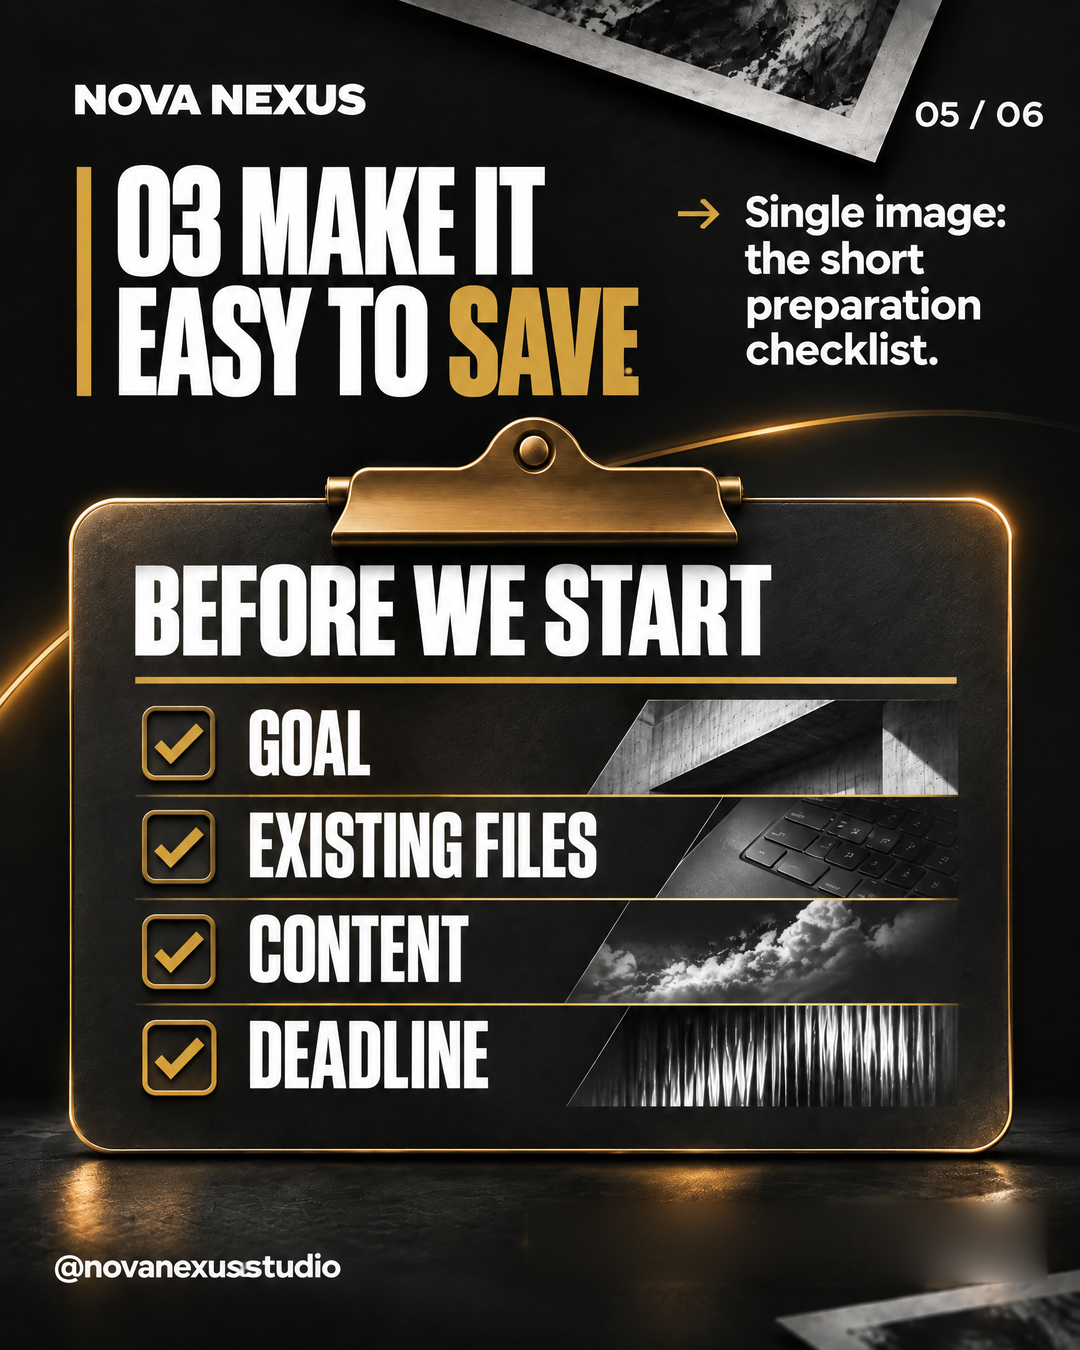 NOVA NEXUS
05 / 06
03 MAKE IT
EASY TO SAVE.
→ Single image:
the short
preparation
checklist.
BEFORE WE START
GOAL
EXISTING FILES
CONTENT
DEADLINE
@novanexusstudio